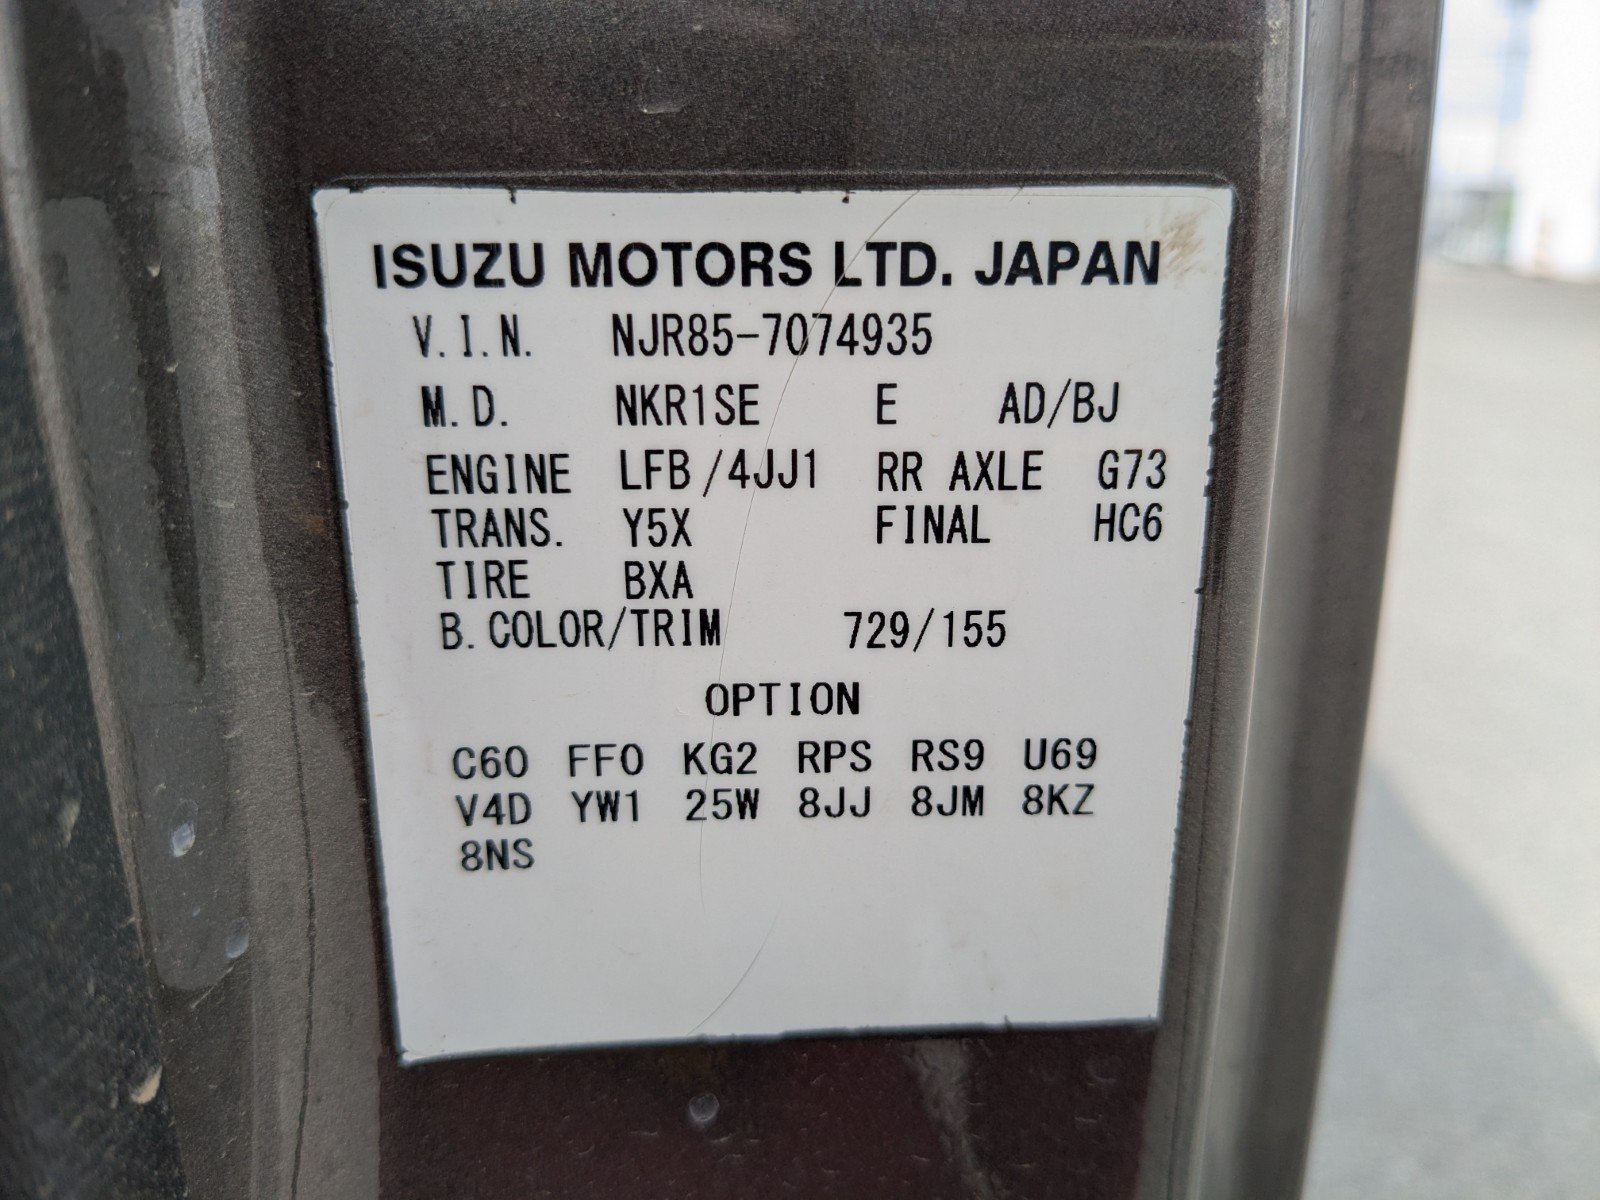 ISUZU MOTORS LTD. JAPAN
V.I.N. NJR85-7074935
M.D. NKR1SE E AD/BJ
ENGINE LFB/4JJ1 RR AXLE G73
TRANS. Y5X FINAL HC6
TIRE BXA
B.COLOR/TRIM 729/155
OPTION
C60 FF0 KG2 RPS RS9 U69
V4D YW1 25W 8JJ 8JM 8KZ
8NS